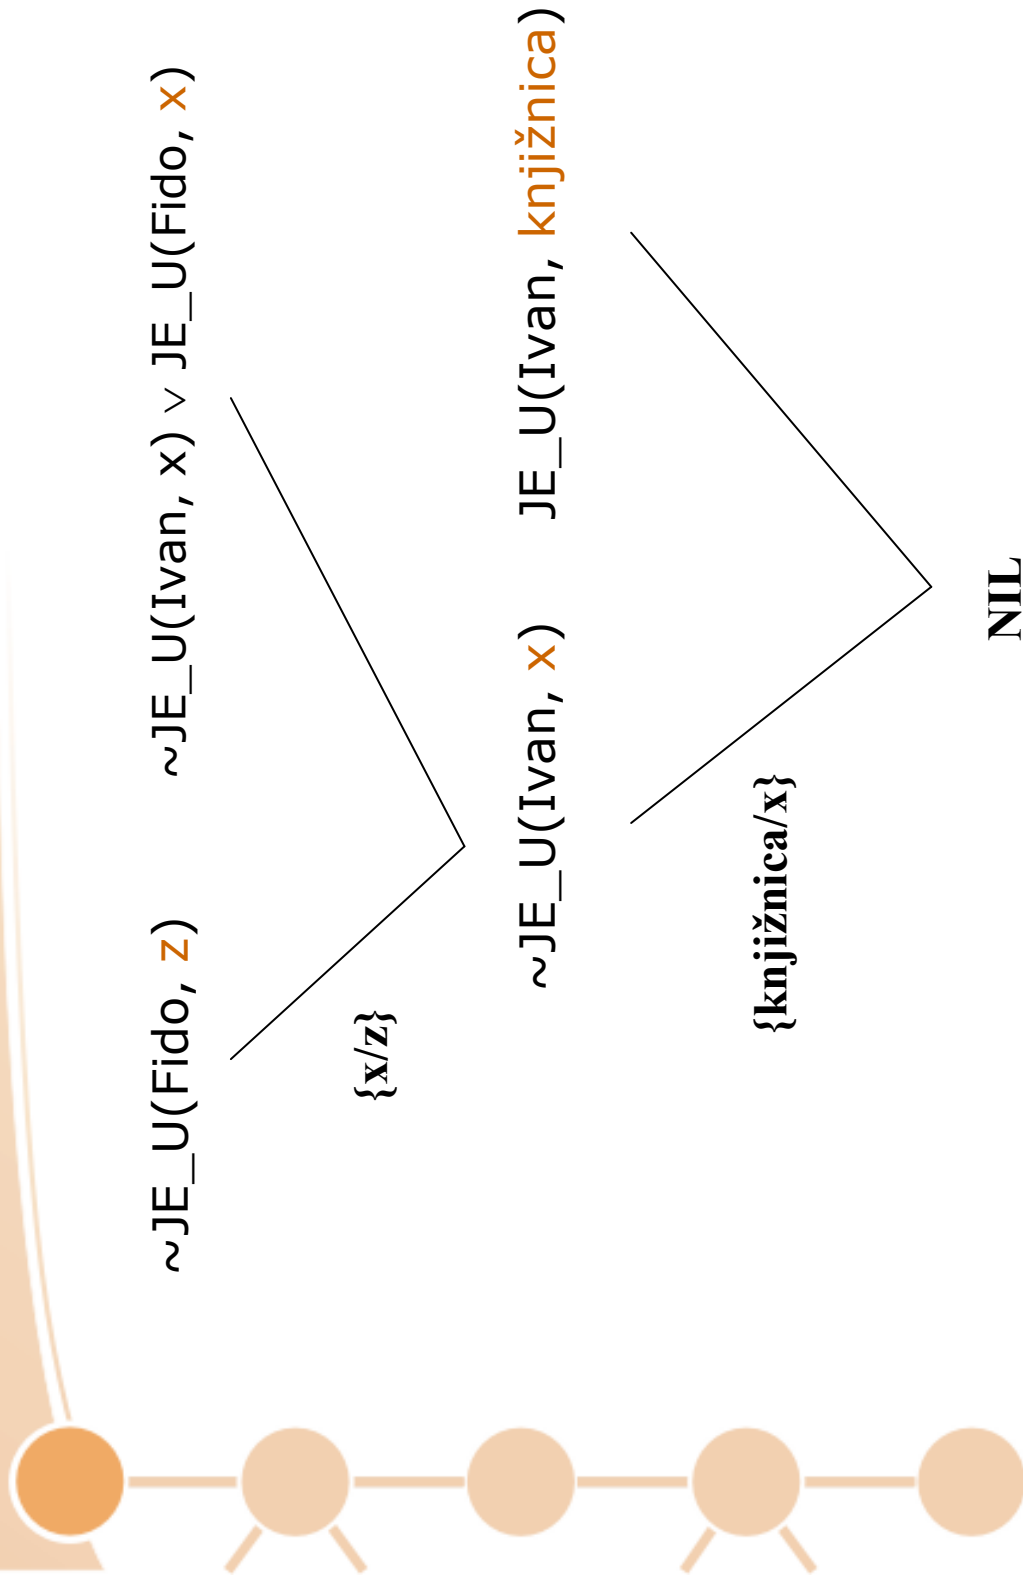 ~JE_U(Fido, z)
~JE_U(Ivan, x) ∨ JE_U(Fido, x)
{x/z}
~JE_U(Ivan, x)
JE_U(Ivan, knjižnica)
{knjižnica/x}
NIL